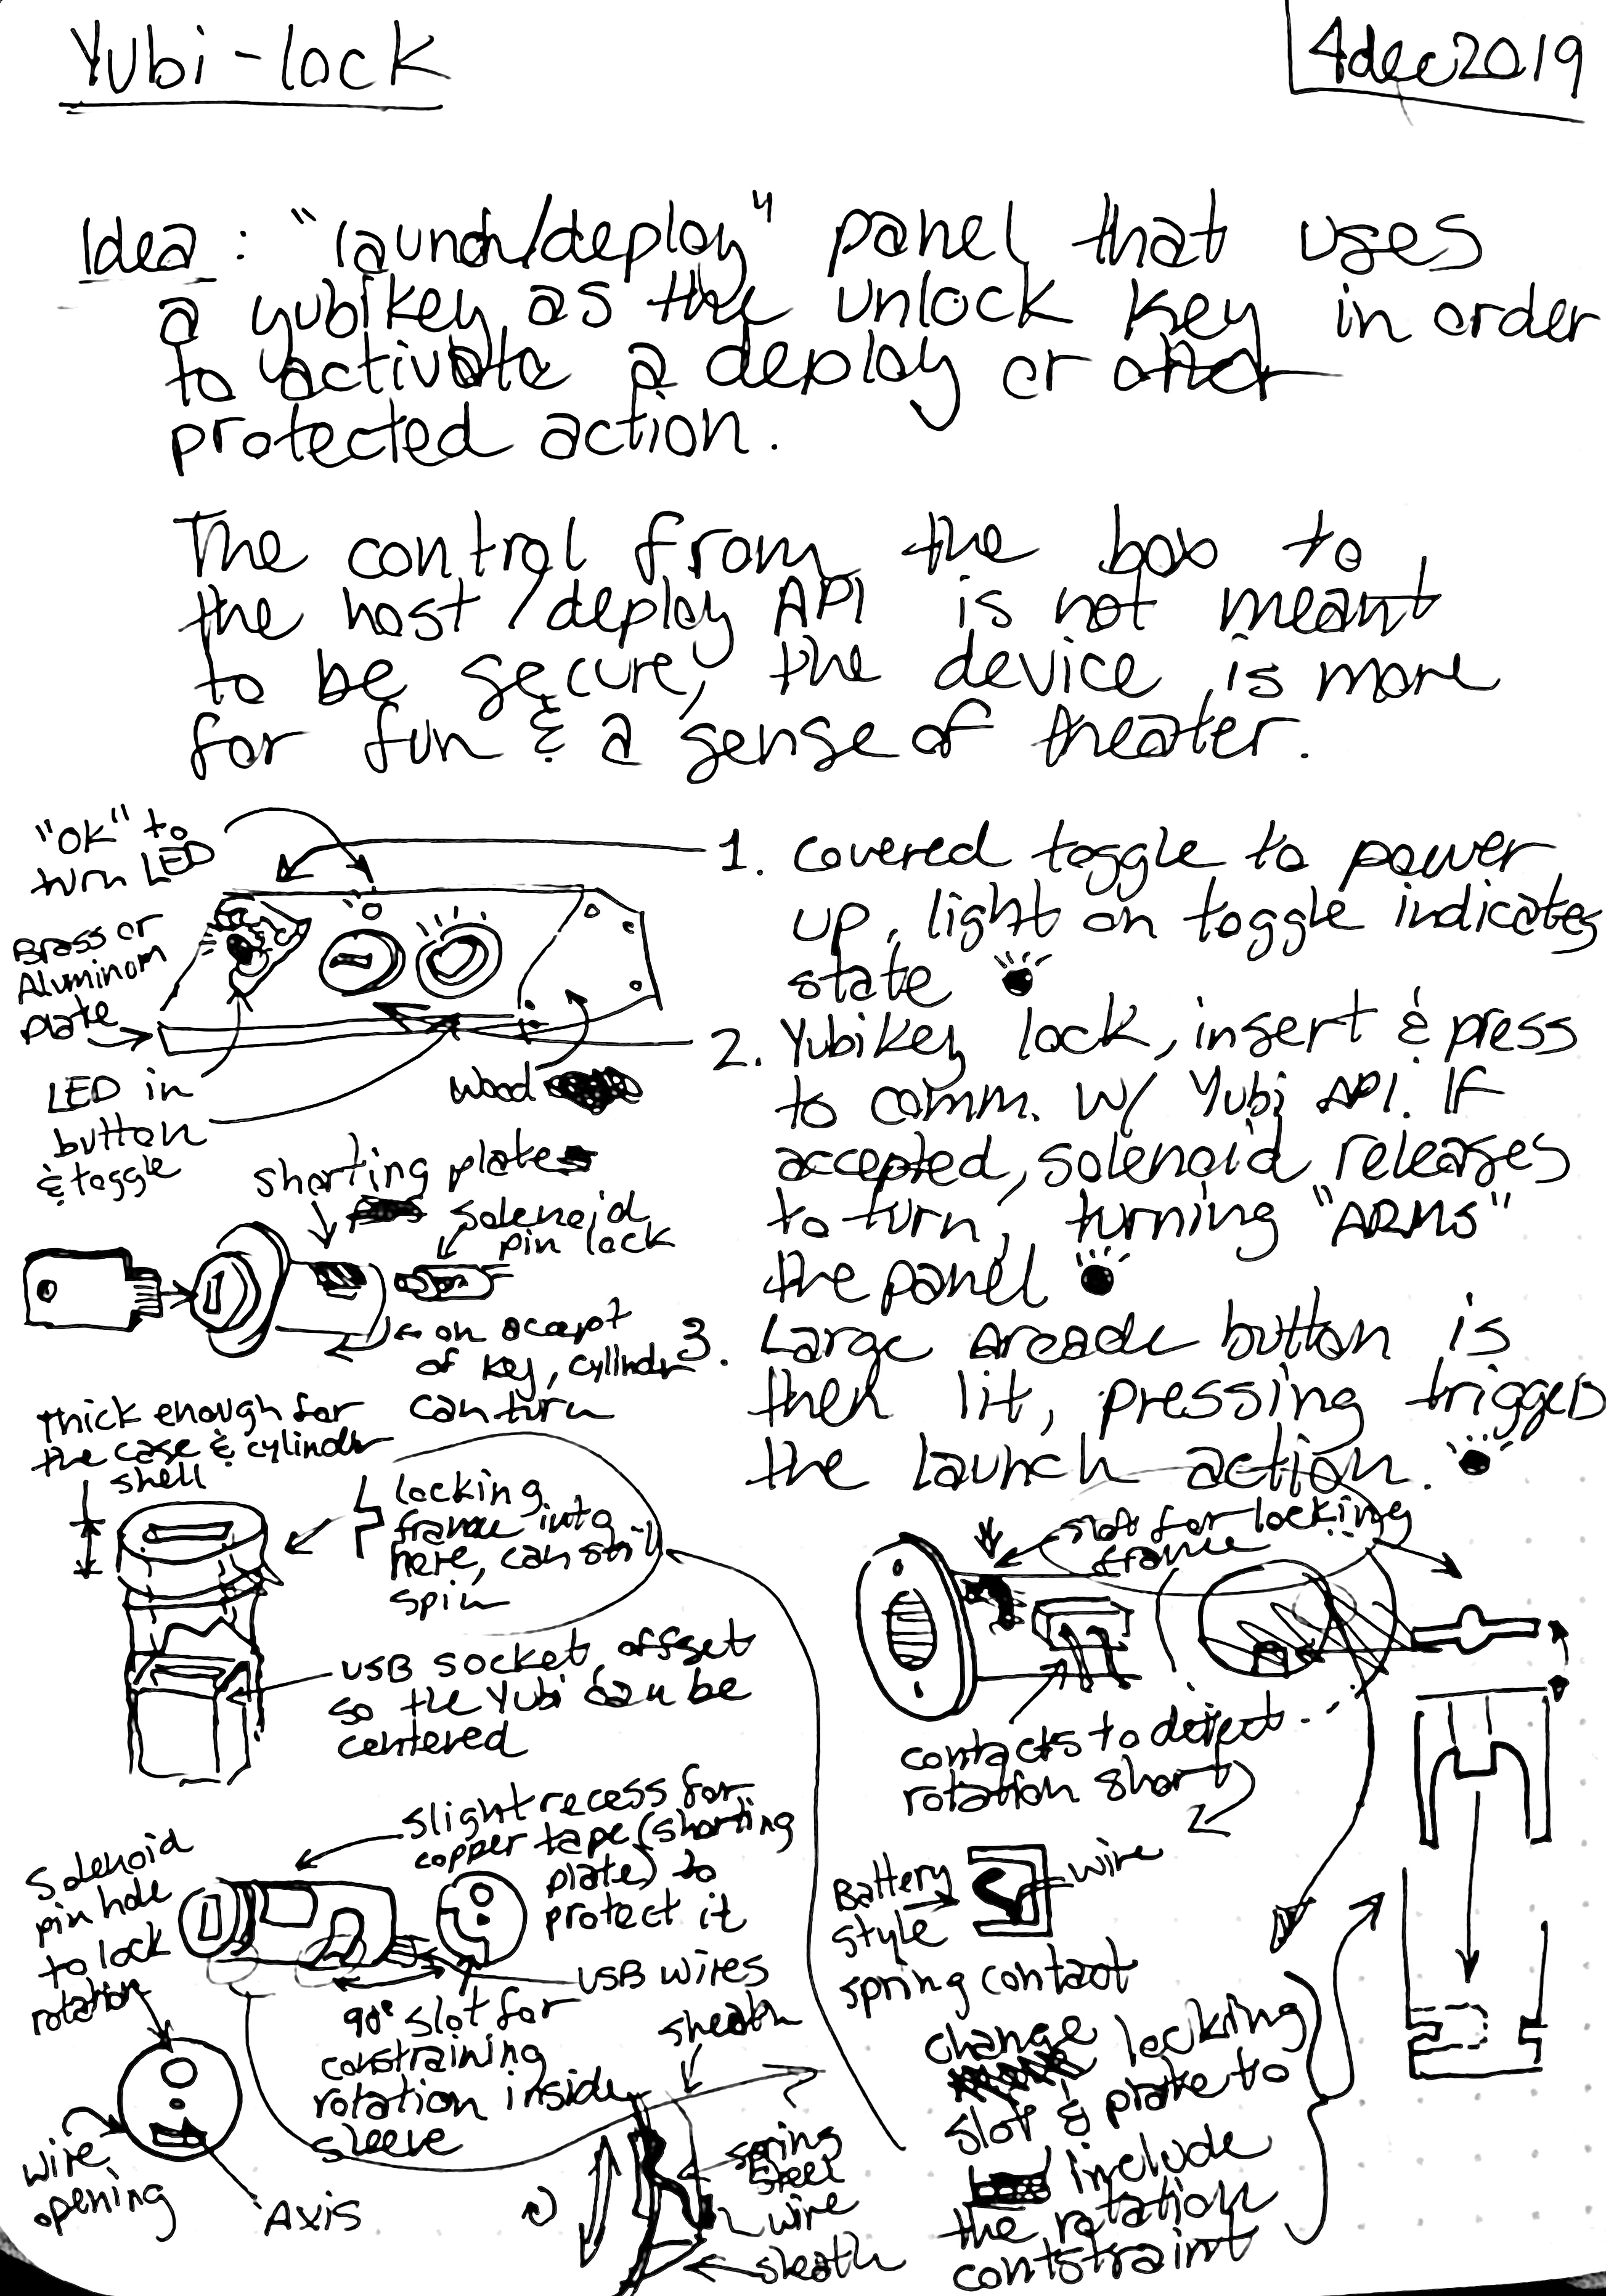 Yubi-lock
4dec2019
Idea: "launch/deploy" panel that uses
a yubikey as the unlock key in order
to activate a deploy or other
protected action.
The control from the box to
the host/deploy API is not meant
to be secure, the device is more
for fun & a sense of theater.
"OK" to
turn LED
Brass or
Aluminum
plate
LED in
button
& toggle
Wood
1. Covered toggle to power
up, light on toggle indicates
state
2. Yubikey lock, insert & press
to comm. w/ Yubi API. If
accepted, solenoid releases
to turn, turning "ARMS"
the panel
3. Large arcade button is
then lit, pressing triggers
the launch action.
shorting plate
solenoid
pin lock
on accept
of key, cylinder
can turn
thick enough for
the case & cylinder
shell
locking
frame into
here, can still
spin
USB socket offset
so the Yubi can be
centered
slot for locking
frame
contacts to detect
rotation short
Battery
style
wire
spring contact
slight recess for
copper tape (shorting
plate) to
protect it
Solenoid
pin hole
to lock
rotation
USB wires
90° slot for
constraining
rotation inside
sleeve
wire
opening
Axis
sheath
spring
steel
wire
sheath
change locking
slot & plate to
include
the rotation
contstraint